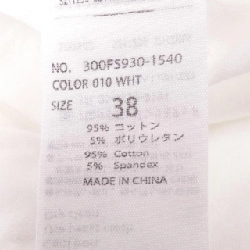 NO. 300FS930-1540
COLOR 010 WHT
SIZE 38
95% コットン
5% ポリウレタン
95% Cotton
5% Spandex
MADE IN CHINA